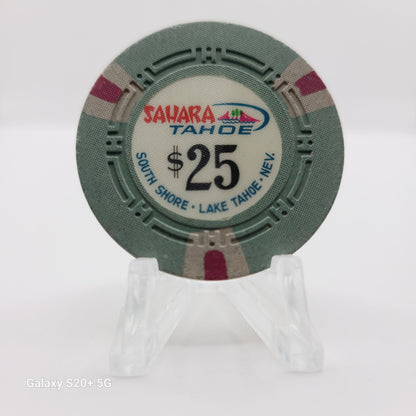 SAHARA
TAHOE
$25
SOUTH SHORE • LAKE TAHOE • NEV.
Galaxy S20+ 5G